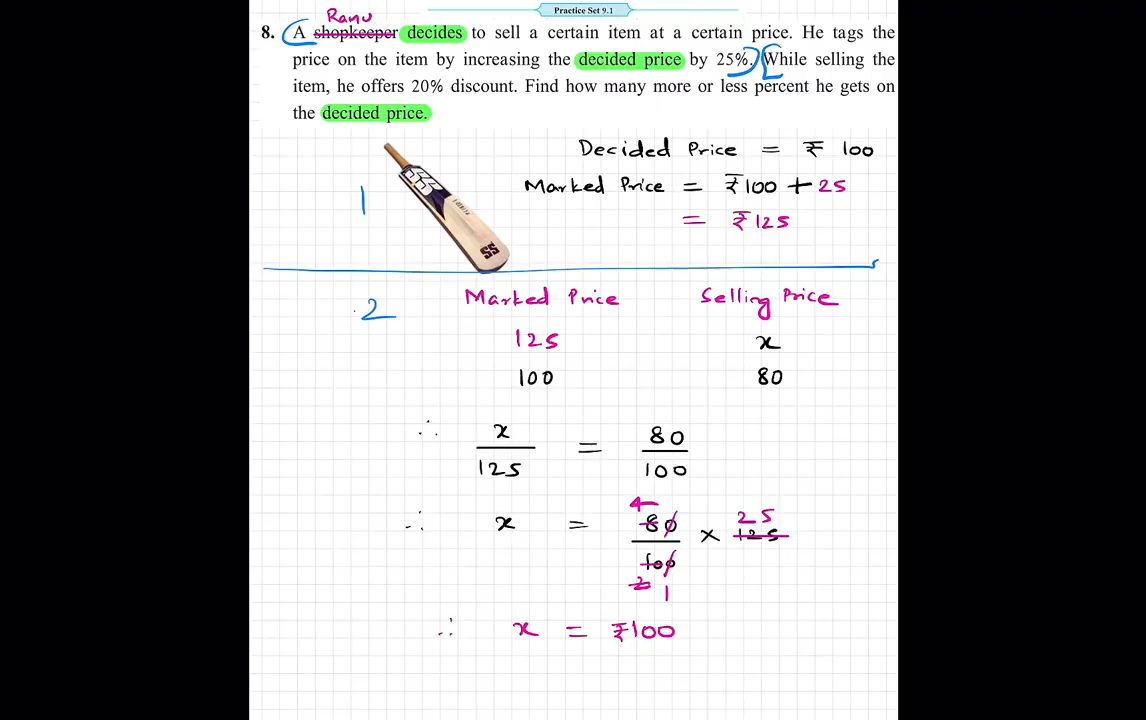 Practice Set 9.1
Ranu
8. A shopkeeper decides to sell a certain item at a certain price. He tags the
price on the item by increasing the decided price by 25%. While selling the
item, he offers 20% discount. Find how many more or less percent he gets on
the decided price.
Decided Price = ₹ 100
1
Marked Price = ₹100 + 25
= ₹125
SS
2
Marked Price Selling Price
125 x
100 80
∴ x/125 = 80/100
∴ x = 80/100 × 125
4 25
2 1
∴ x = ₹100